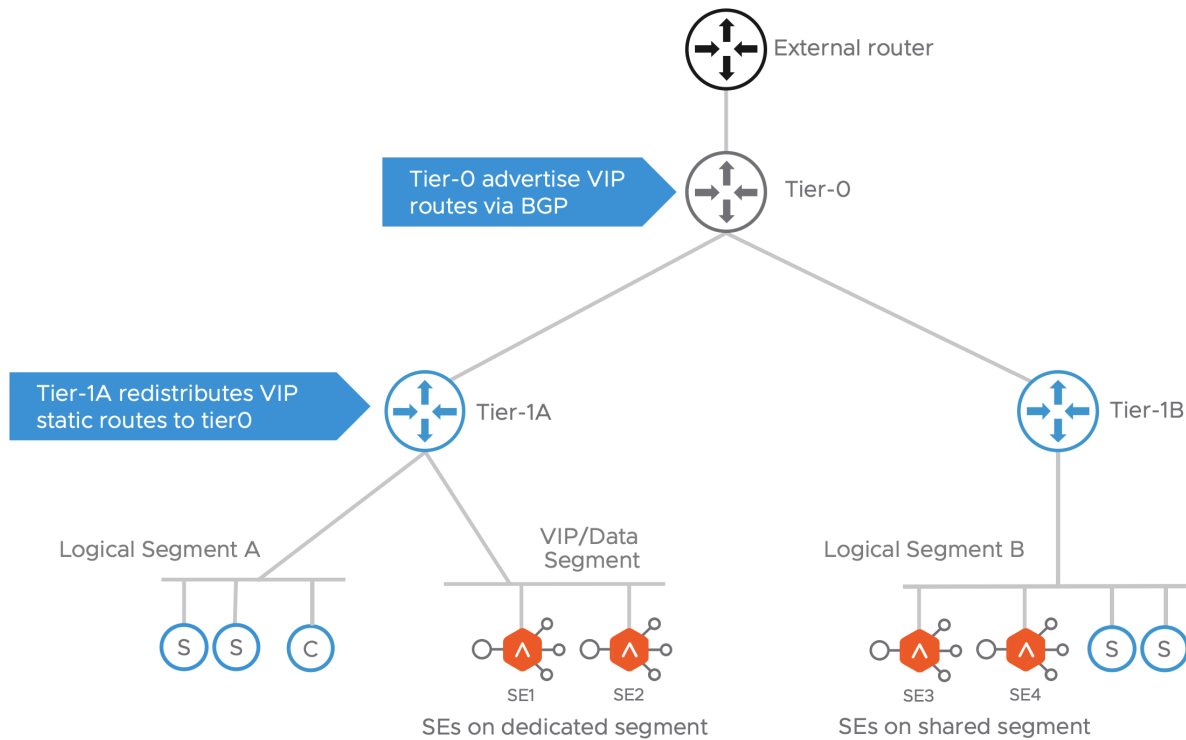 External router
Tier-0 advertise VIP
routes via BGP
Tier-0
Tier-1A redistributes VIP
static routes to tier0
Tier-1A
Tier-1B
Logical Segment A
VIP/Data
Segment
Logical Segment B
S
S
C
S
S
SE1
SE2
SE3
SE4
SEs on dedicated segment
SEs on shared segment